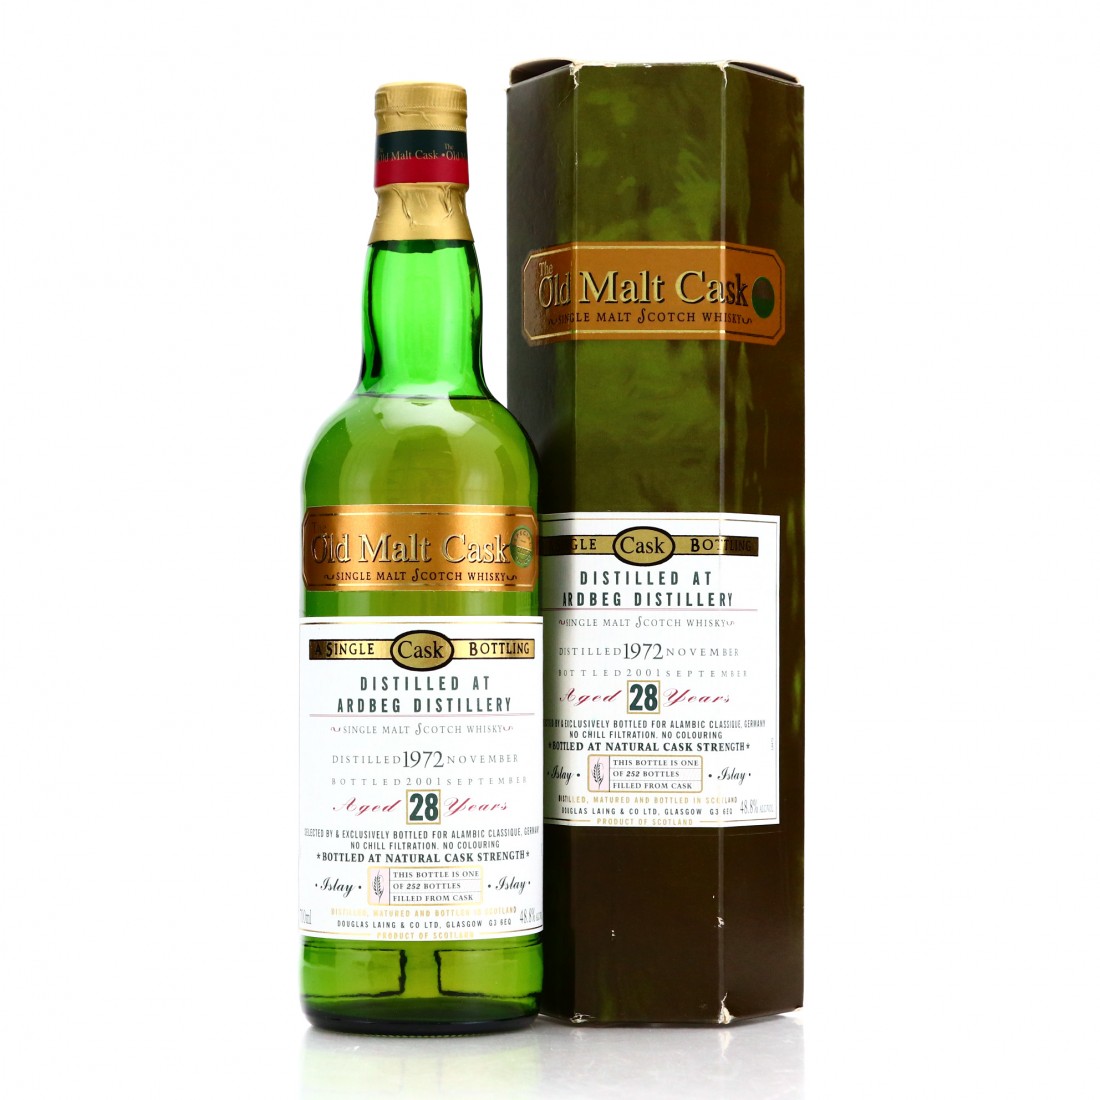 The
Old Malt Cask • Old
Old Malt Cask
SINGLE MALT SCOTCH WHISKY
A SINGLE Cask BOTTLING
DISTILLED AT
ARDBEG DISTILLERY
SINGLE MALT SCOTCH WHISKY
DISTILLED 1972 NOVEMBER
BOTTLED 2001 SEPTEMBER
Aged 28 Years
SELECTED BY & EXCLUSIVELY BOTTLED FOR ALAMBIC CLASSIQUE, GERMANY
NO CHILL FILTRATION. NO COLOURING
★BOTTLED AT NATURAL CASK STRENGTH★
• Islay • THIS BOTTLE IS ONE • Islay •
OF 252 BOTTLES
FILLED FROM CASK
DISTILLED, MATURED AND BOTTLED IN SCOTLAND
70ml DOUGLAS LAING & CO LTD, GLASGOW G3 6EQ 48.8%
PRODUCT OF SCOTLAND
The
Old Malt Cask
SINGLE MALT SCOTCH WHISKY
GLE Cask BOTTLING
DISTILLED AT
ARDBEG DISTILLERY
SINGLE MALT SCOTCH WHISKY
DISTILLED 1972 NOVEMBER
BOTTLED 2001 SEPTEMBER
Aged 28 Years
BY & EXCLUSIVELY BOTTLED FOR ALAMBIC CLASSIQUE, GERMANY
NO CHILL FILTRATION. NO COLOURING
★BOTTLED AT NATURAL CASK STRENGTH★
Islay • THIS BOTTLE IS ONE • Islay •
OF 252 BOTTLES
FILLED FROM CASK
DISTILLED, MATURED AND BOTTLED IN SCOTLAND
DOUGLAS LAING & CO LTD, GLASGOW G3 6EQ 48.8%
PRODUCT OF SCOTLAND